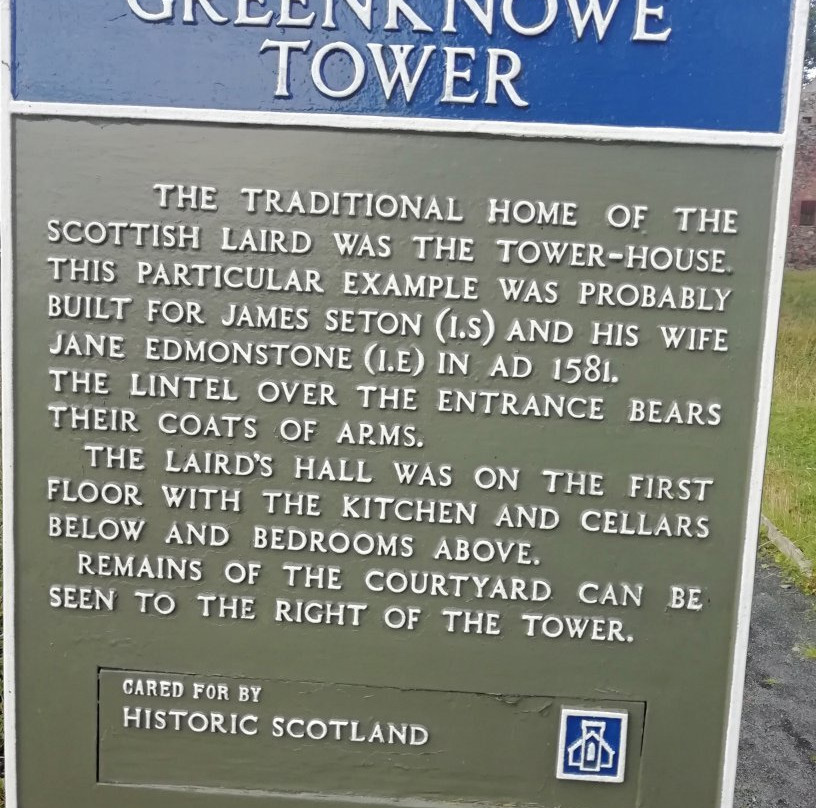 GREENKNOWE
TOWER
THE TRADITIONAL HOME OF THE
SCOTTISH LAIRD WAS THE TOWER-HOUSE.
THIS PARTICULAR EXAMPLE WAS PROBABLY
BUILT FOR JAMES SETON (I.S) AND HIS WIFE
JANE EDMONSTONE (I.E) IN AD 1581.
THE LINTEL OVER THE ENTRANCE BEARS
THEIR COATS OF ARMS.
THE LAIRD'S HALL WAS ON THE FIRST
FLOOR WITH THE KITCHEN AND CELLARS
BELOW AND BEDROOMS ABOVE.
REMAINS OF THE COURTYARD CAN BE
SEEN TO THE RIGHT OF THE TOWER.
CARED FOR BY
HISTORIC SCOTLAND